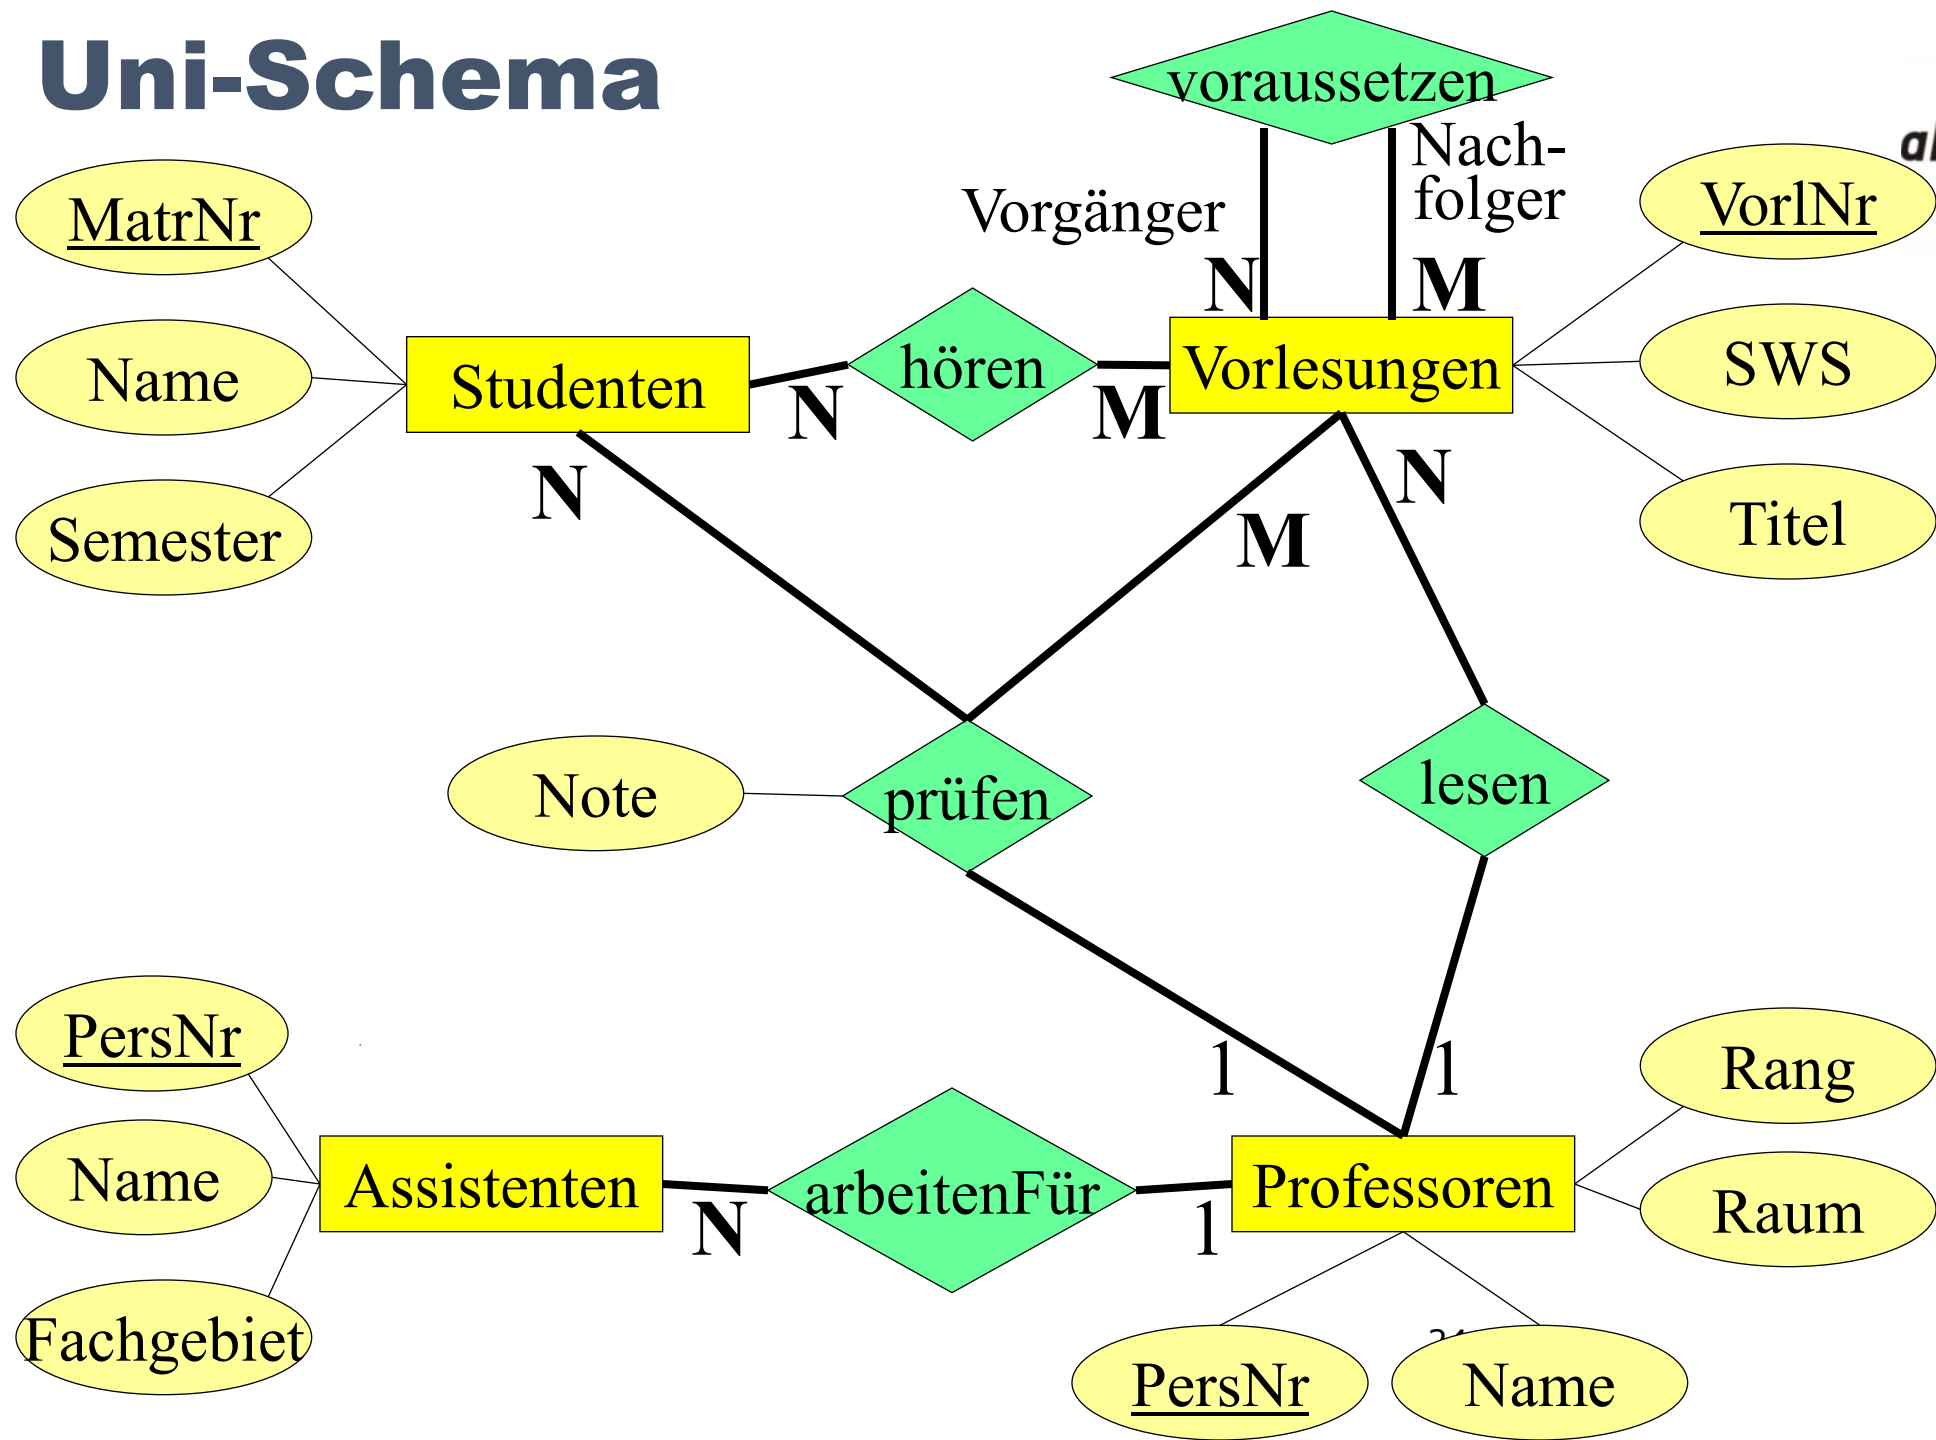 Uni-Schema
voraussetzen
Nach-
folger
Vorgänger
N
M
MatrNr
Name
Semester
Studenten
N
hören
M
Vorlesungen
VorlNr
SWS
Titel
N
M
N
Note
prüfen
lesen
1
1
PersNr
Name
Fachgebiet
Assistenten
N
arbeitenFür
1
Professoren
Rang
Raum
PersNr
Name